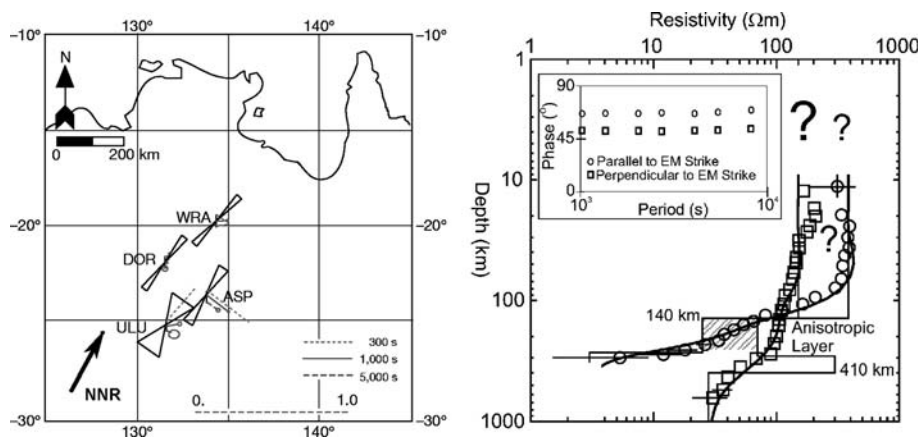 130° 140°
–10° –10°
N
0 200 km
WRA
–20° –20°
DOR
ASP
ULU
300 s
1,000 s
5,000 s
NNR
0. 1.0
–30° –30°
130° 140°
Resistivity (Ωm)
1 10 100 1000
1
90
Phase (°)
45
Parallel to EM Strike
Perpendicular to EM Strike
0
10³ 10⁴
Period (s)
? ?
10
?
Depth (km)
100
140 km
Anisotropic
Layer
410 km
1000